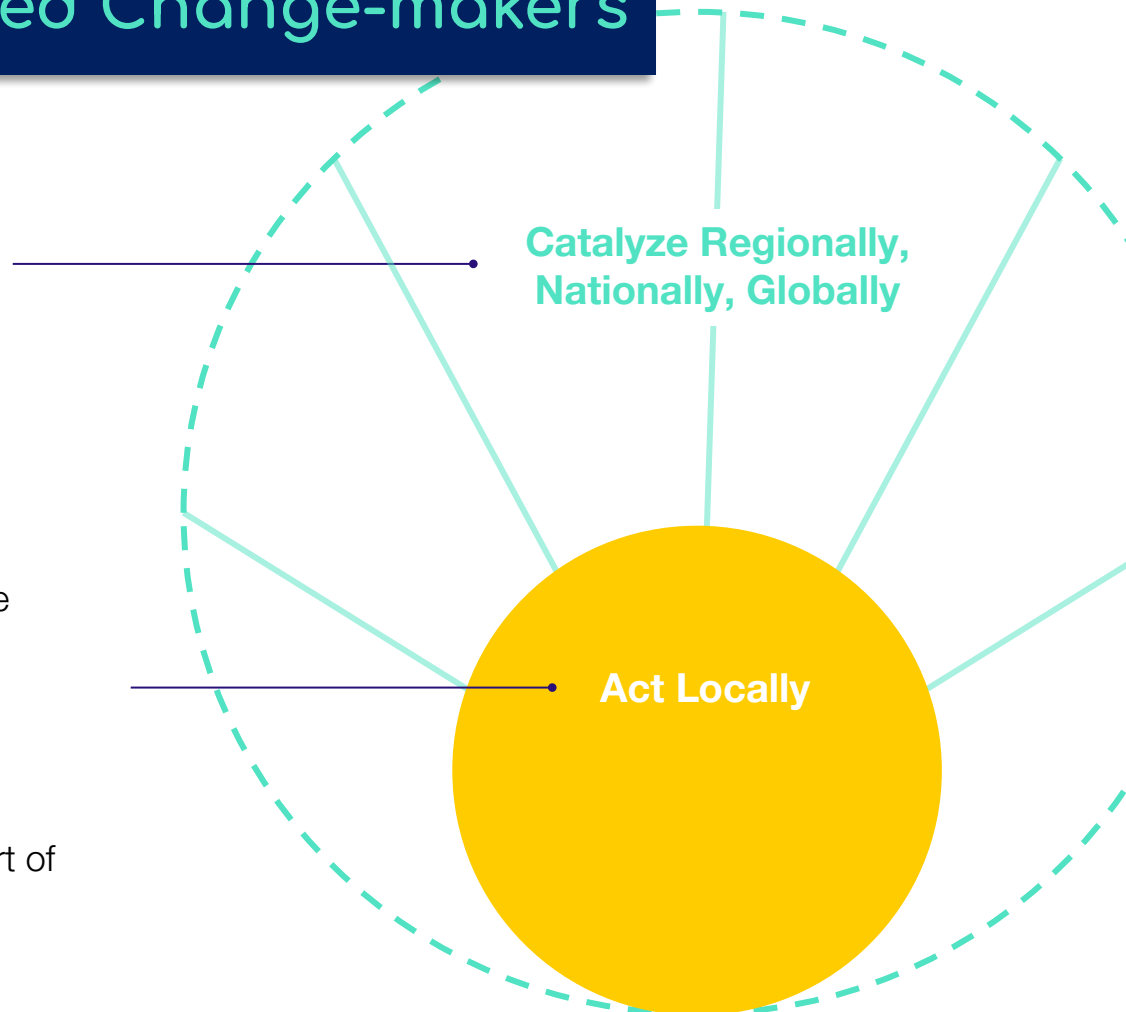 ed Change-makers
Catalyze Regionally,
Nationally, Globally
e
Act Locally
rt of